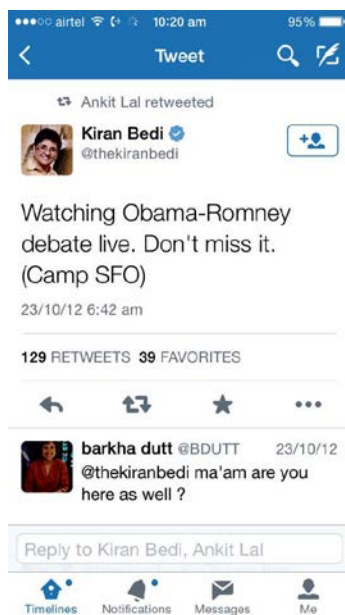 airtel 10:20 am 95%
Tweet
Ankit Lal retweeted
Kiran Bedi
@thekiranbedi
Watching Obama-Romney
debate live. Don't miss it.
(Camp SFO)
23/10/12 6:42 am
129 RETWEETS 39 FAVORITES
barkha dutt @BDUTT 23/10/12
@thekiranbedi ma'am are you
here as well ?
Reply to Kiran Bedi, Ankit Lal
Timelines Notifications Messages Me